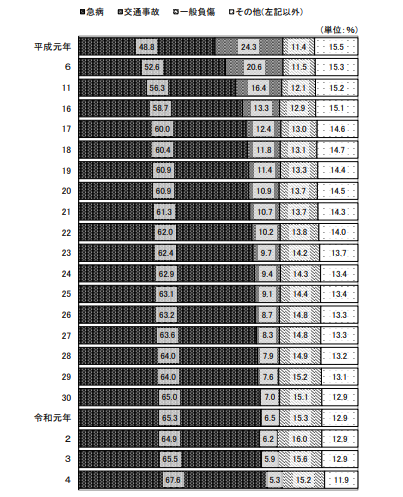 ■急病 ■交通事故 □一般負傷 □その他(左記以外)
(単位:%)
平成元年 48.8 24.3 11.4 15.5
6 52.6 20.6 11.5 15.3
11 56.3 16.4 12.1 15.2
16 58.7 13.3 12.9 15.1
17 60.0 12.4 13.0 14.6
18 60.4 11.8 13.1 14.7
19 60.9 11.4 13.3 14.4
20 60.9 10.9 13.7 14.5
21 61.3 10.7 13.7 14.3
22 62.0 10.2 13.8 14.0
23 62.4 9.7 14.2 13.7
24 62.9 9.4 14.3 13.4
25 63.1 9.1 14.4 13.4
26 63.2 8.7 14.8 13.3
27 63.6 8.3 14.8 13.3
28 64.0 7.9 14.9 13.2
29 64.0 7.6 15.2 13.1
30 65.0 7.0 15.1 12.9
令和元年 65.3 6.5 15.3 12.9
2 64.9 6.2 16.0 12.9
3 65.5 5.9 15.6 12.9
4 67.6 5.3 15.2 11.9